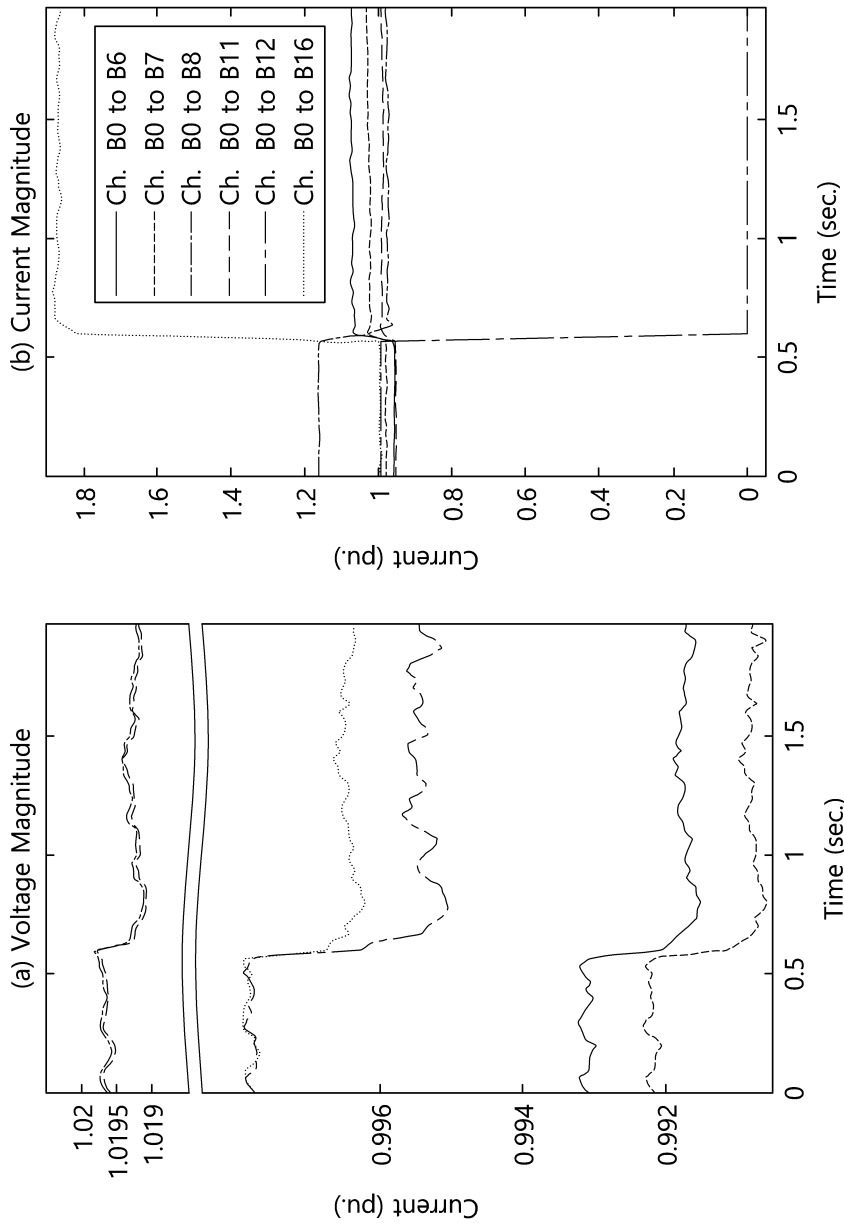 (a) Voltage Magnitude
Current (pu.)
1.02
1.0195
1.019
0.996
0.994
0.992
0
0.5
1
1.5
Time (sec.)
(b) Current Magnitude
Current (pu.)
1.8
1.6
1.4
1.2
1
0.8
0.6
0.4
0.2
0
0
0.5
1
1.5
Time (sec.)
Ch. B0 to B6
Ch. B0 to B7
Ch. B0 to B8
Ch. B0 to B11
Ch. B0 to B12
Ch. B0 to B16